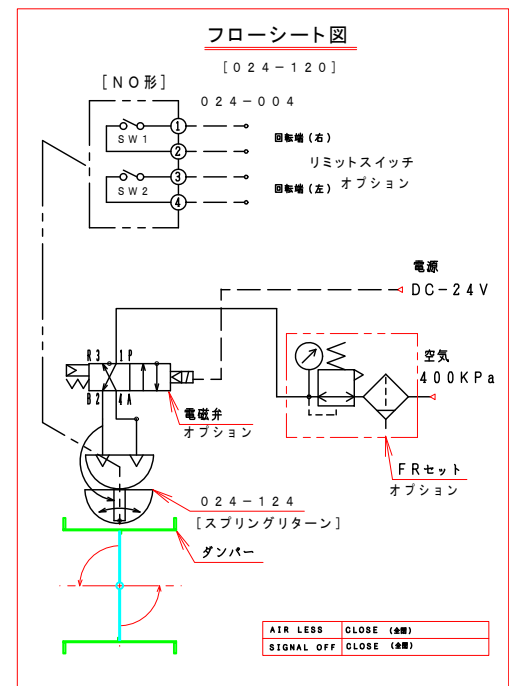 フローシート図
[024-120]
[NO形]
024-004
SW1
1
2
SW2
3
4
回転端(右)
リミットスイッチ
オプション
回転端(左)
電源
DC-24V
R3 1P
B2 4A
電磁弁
オプション
空気
400KPa
FRセット
オプション
024-124
[スプリングリターン]
ダンパー
AIR LESS CLOSE (全閉)
SIGNAL OFF CLOSE (全閉)